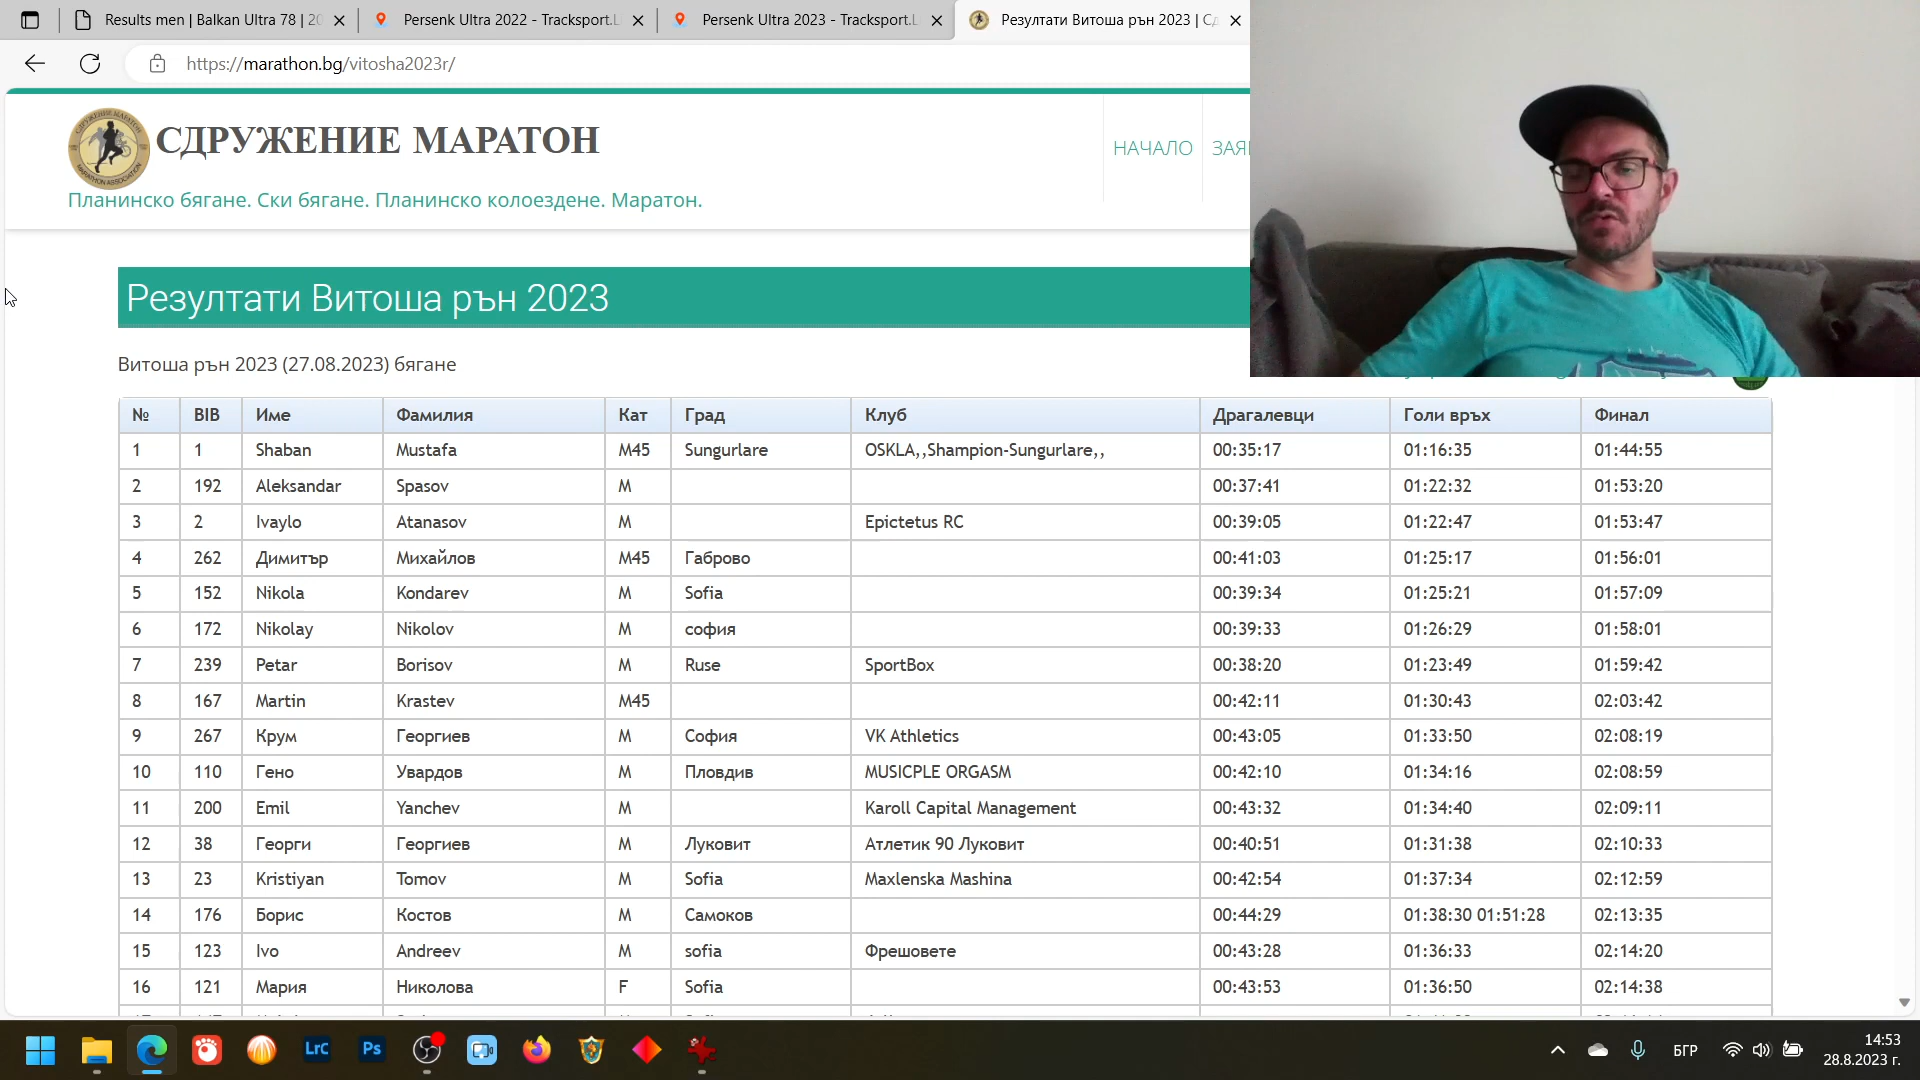 Results men | Balkan Ultra 78 | 20
Persenk Ultra 2022 - Tracksport.L
Persenk Ultra 2023 - Tracksport.L
Резултати Витоша рън 2023 | Сд
https://marathon.bg/vitosha2023r/
СДРУЖЕНИЕ МАРАТОН
НАЧАЛО ЗАЯВ
Планинско бягане. Ски бягане. Планинско колоездене. Маратон.
Резултати Витоша рън 2023
Витоша рън 2023 (27.08.2023) бягане
№ BIB Име Фамилия Кат Град Клуб Драгалевци Голи връх Финал
1 1 Shaban Mustafa M45 Sungurlare OSKLA,,Shampion-Sungurlare,, 00:35:17 01:16:35 01:44:55
2 192 Aleksandar Spasov M 00:37:41 01:22:32 01:53:20
3 2 Ivaylo Atanasov M Epictetus RC 00:39:05 01:22:47 01:53:47
4 262 Димитър Михайлов M45 Габрово 00:41:03 01:25:17 01:56:01
5 152 Nikola Kondarev M Sofia 00:39:34 01:25:21 01:57:09
6 172 Nikolay Nikolov M софия 00:39:33 01:26:29 01:58:01
7 239 Petar Borisov M Ruse SportBox 00:38:20 01:23:49 01:59:42
8 167 Martin Krastev M45 00:42:11 01:30:43 02:03:42
9 267 Крум Георгиев M София VK Athletics 00:43:05 01:33:50 02:08:19
10 110 Гено Увардов M Пловдив MUSICPLE ORGASM 00:42:10 01:34:16 02:08:59
11 200 Emil Yanchev M Karoll Capital Management 00:43:32 01:34:40 02:09:11
12 38 Георги Георгиев M Луковит Атлетик 90 Луковит 00:40:51 01:31:38 02:10:33
13 23 Kristiyan Tomov M Sofia Maxlenska Mashina 00:42:54 01:37:34 02:12:59
14 176 Борис Костов M Самоков 00:44:29 01:38:30 01:51:28 02:13:35
15 123 Ivo Andreev M sofia Фрешовете 00:43:28 01:36:33 02:14:20
16 121 Мария Николова F Sofia 00:43:53 01:36:50 02:14:38
LrC
Ps
БГР
14:53
28.8.2023 г.